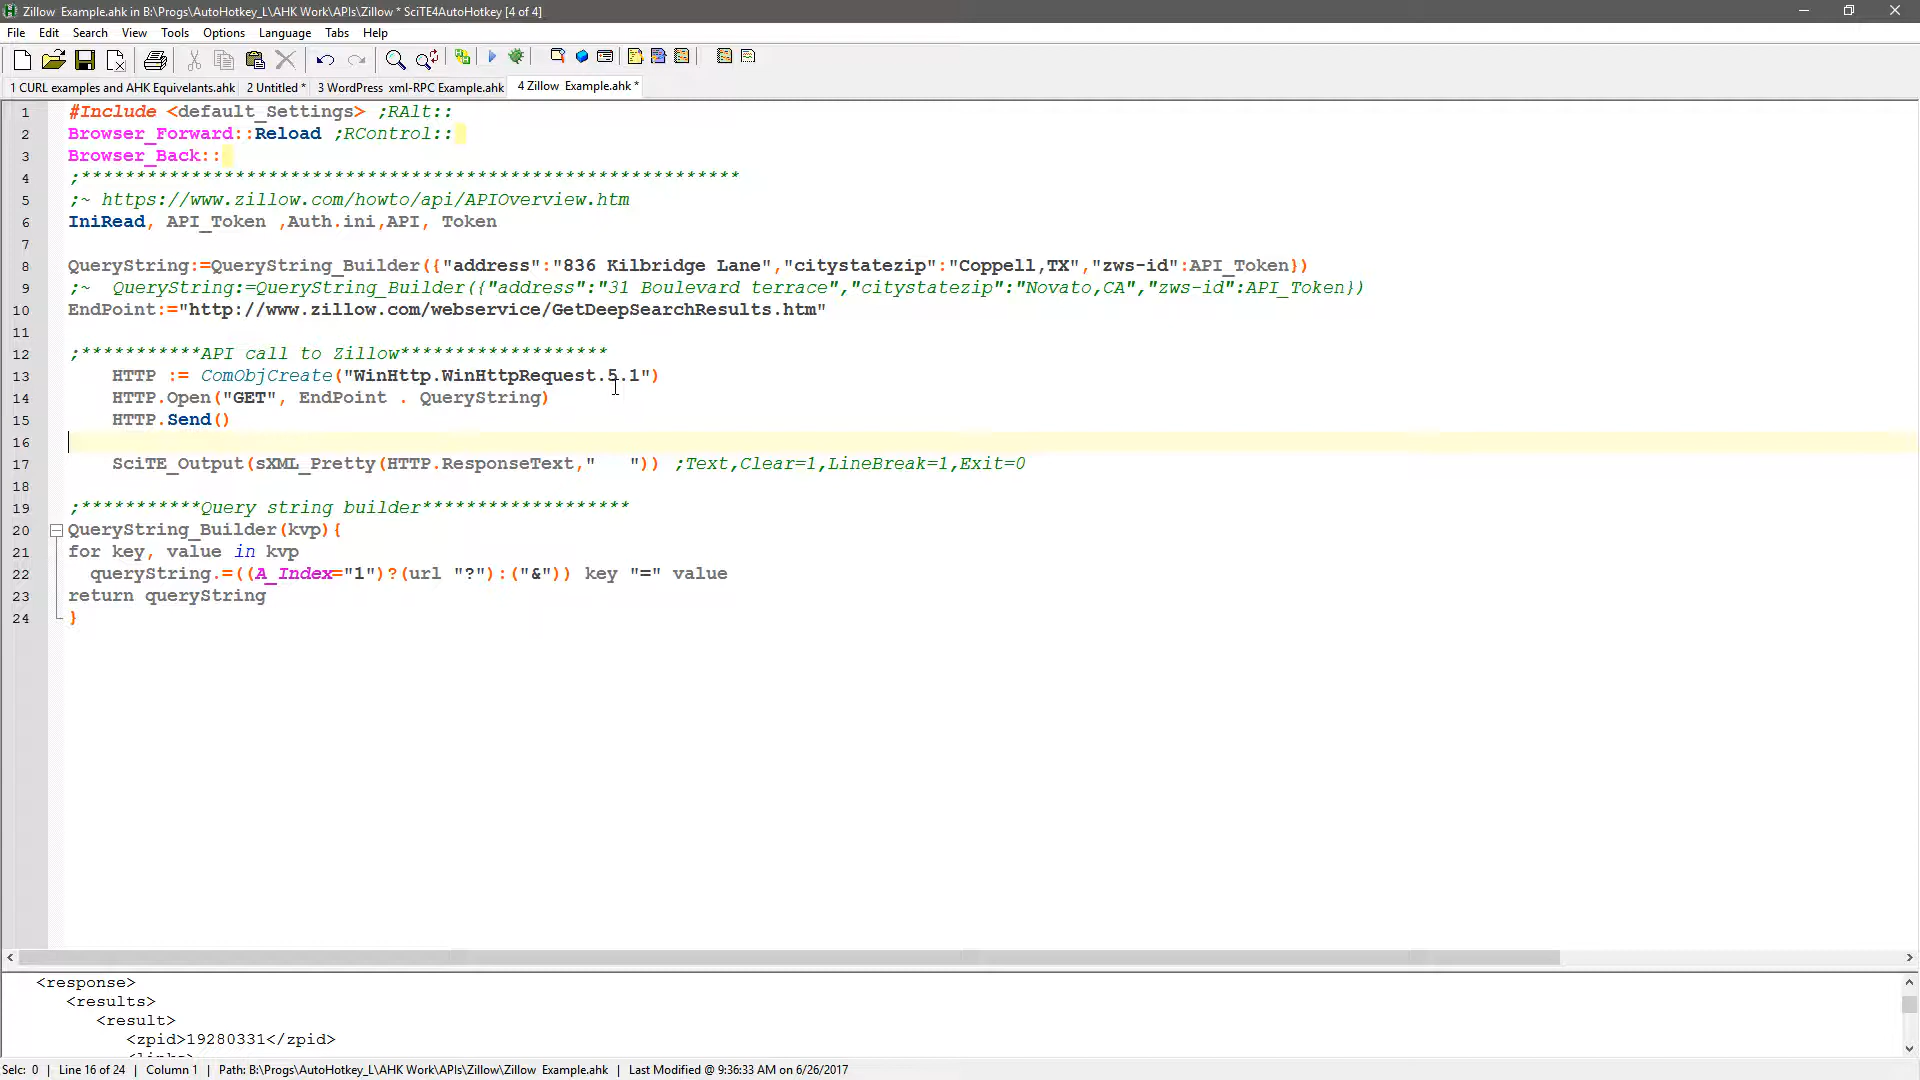 Zillow  Example.ahk in B:\Progs\AutoHotkey_L\AHK Work\APIs\Zillow * SciTE4AutoHotkey [4 of 4]
File Edit Search View Tools Options Language Tabs Help
1 CURL examples and AHK Equivelants.ahk 2 Untitled * 3 WordPress  xml-RPC Example.ahk 4 Zillow  Example.ahk *
1 #Include <default_Settings> ;RAlt::
2 Browser_Forward::Reload ;RControl::
3 Browser_Back::
4 ;************************************************************
5 ;~ https://www.zillow.com/howto/api/APIOverview.htm
6 IniRead, API_Token ,Auth.ini,API, Token
7
8 QueryString:=QueryString_Builder({"address":"836 Kilbridge Lane","citystatezip":"Coppell,TX","zws-id":API_Token})
9 ;~  QueryString:=QueryString_Builder({"address":"31 Boulevard terrace","citystatezip":"Novato,CA","zws-id":API_Token})
10 EndPoint:="http://www.zillow.com/webservice/GetDeepSearchResults.htm"
11
12 ;***********API call to Zillow*******************
13 HTTP := ComObjCreate("WinHttp.WinHttpRequest.5.1")
14 HTTP.Open("GET", EndPoint . QueryString)
15 HTTP.Send()
16
17 SciTE_Output(sXML_Pretty(HTTP.ResponseText,"   ")) ;Text,Clear=1,LineBreak=1,Exit=0
18
19 ;***********Query string builder*******************
20 QueryString_Builder(kvp){
21 for key, value in kvp
22 queryString.=((A_Index="1")?(url "?"):("&")) key "=" value
23 return queryString
24 }
<response>
<results>
<result>
<zpid>19280331</zpid>
<links>
Selc:  0 | Line 16 of 24 | Column 1 | Path: B:\Progs\AutoHotkey_L\AHK Work\APIs\Zillow\Zillow  Example.ahk | Last Modified @ 9:36:33 AM on 6/26/2017